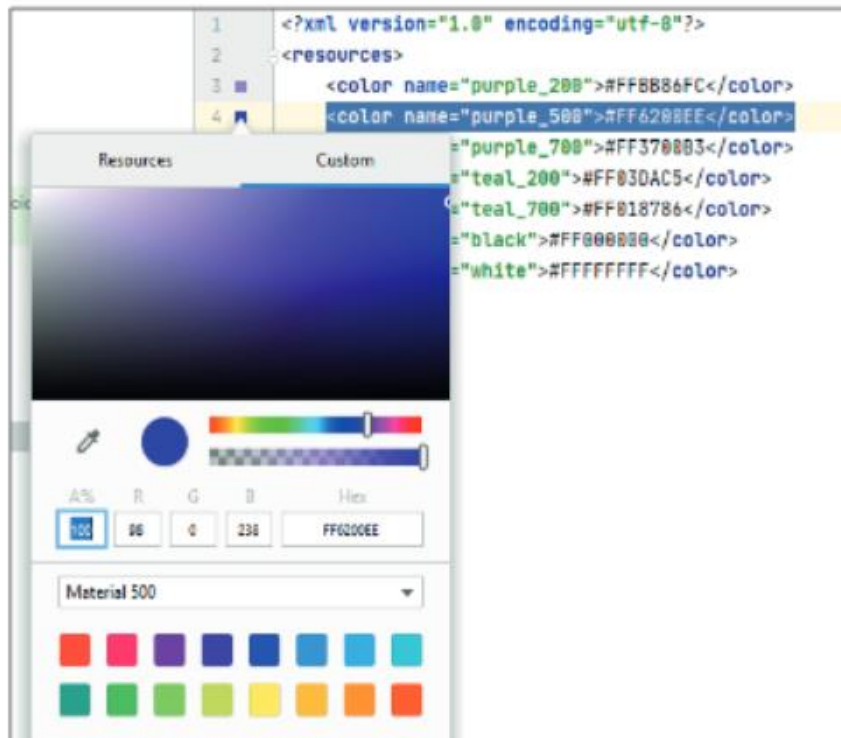 1 <?xml version="1.0" encoding="utf-8"?>
2 <resources>
3 <color name="purple_200">#FFBB86FC</color>
4 <color name="purple_500">#FF6200EE</color>
="purple_700">#FF3700B3</color>
="teal_200">#FF03DAC5</color>
="teal_700">#FF018786</color>
="black">#FF000000</color>
="white">#FFFFFFFF</color>
Resources Custom
A% R G B Hex
100 98 0 238 FF6200EE
Material 500